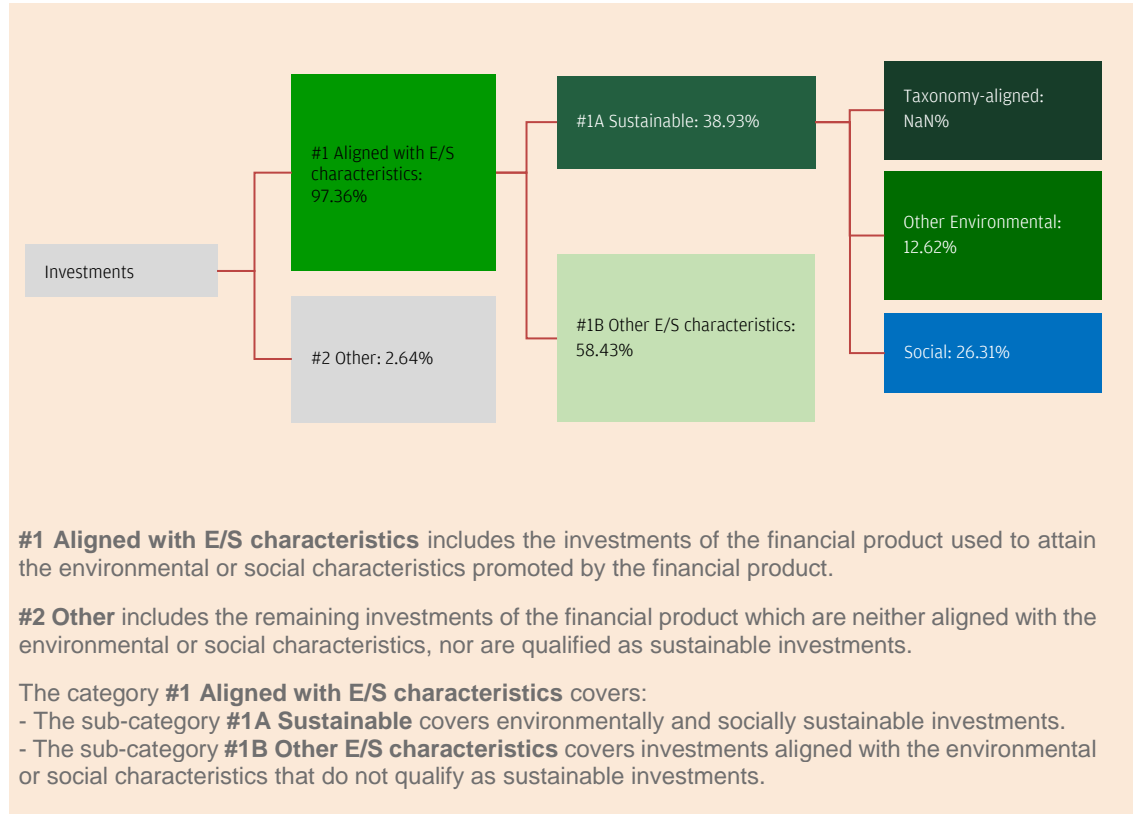 Investments
#1 Aligned with E/S
characteristics:
97.36%
#2 Other: 2.64%
#1A Sustainable: 38.93%
#1B Other E/S characteristics:
58.43%
Taxonomy-aligned:
NaN%
Other Environmental:
12.62%
Social: 26.31%
#1 Aligned with E/S characteristics includes the investments of the financial product used to attain
the environmental or social characteristics promoted by the financial product.
#2 Other includes the remaining investments of the financial product which are neither aligned with the
environmental or social characteristics, nor are qualified as sustainable investments.
The category #1 Aligned with E/S characteristics covers:
- The sub-category #1A Sustainable covers environmentally and socially sustainable investments.
- The sub-category #1B Other E/S characteristics covers investments aligned with the environmental
or social characteristics that do not qualify as sustainable investments.